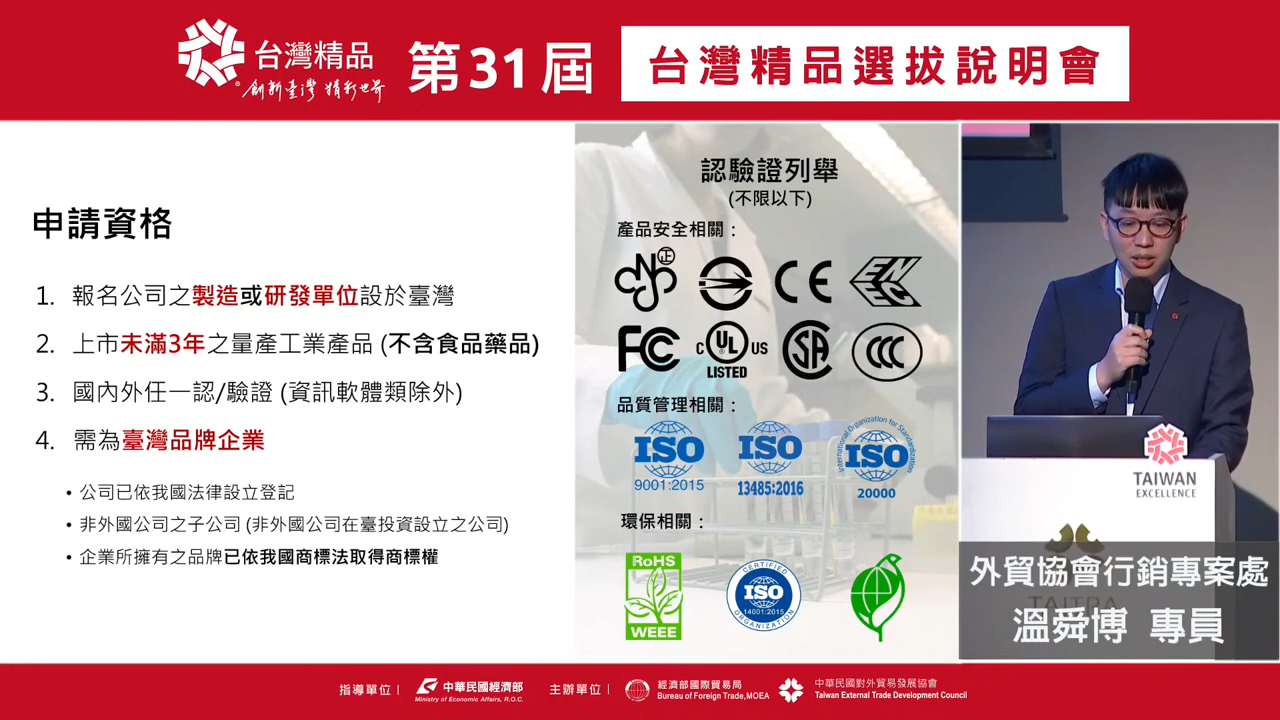 台灣精品
創新臺灣 精彩世界
第31屆
台灣精品選拔說明會
申請資格
1. 報名公司之製造或研發單位設於臺灣
2. 上市未滿3年之量產工業產品 (不含食品藥品)
3. 國內外任一認/驗證 (資訊軟體類除外)
4. 需為臺灣品牌企業
• 公司已依我國法律設立登記
• 非外國公司之子公司 (非外國公司在臺投資設立之公司)
• 企業所擁有之品牌已依我國商標法取得商標權
認驗證列舉
(不限以下)
產品安全相關：
正
CE
ENEC
FC
C UL US
LISTED
SA
CCC
品質管理相關：
ISO
9001:2015
ISO
13485:2016
International Organization for Standardization
ISO
20000
環保相關：
RoHS
WEEE
CERTIFIED
ISO
14001:2015
ORGANIZATION
TAIWAN
EXCELLENCE
TAITRA
外貿協會行銷專案處
溫舜博 專員
指導單位 |
中華民國經濟部
Ministry of Economic Affairs, R.O.C.
主辦單位 |
經濟部國際貿易局
Bureau of Foreign Trade,MOEA
中華民國對外貿易發展協會
Taiwan External Trade Development Council